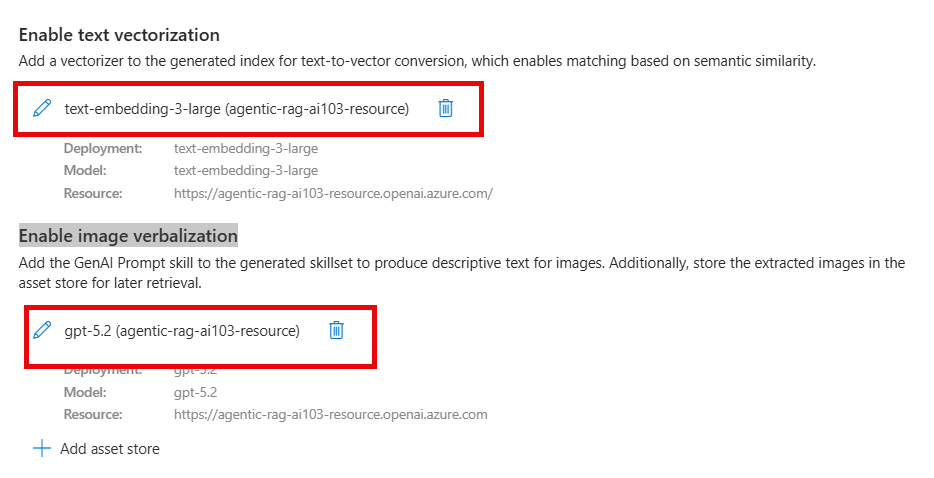 Enable text vectorization
Add a vectorizer to the generated index for text-to-vector conversion, which enables matching based on semantic similarity.
text-embedding-3-large (agentic-rag-ai103-resource)
Deployment: text-embedding-3-large
Model: text-embedding-3-large
Resource: https://agentic-rag-ai103-resource.openai.azure.com/
Enable image verbalization
Add the GenAI Prompt skill to the generated skillset to produce descriptive text for images. Additionally, store the extracted images in the
asset store for later retrieval.
gpt-5.2 (agentic-rag-ai103-resource)
Deployment: gpt-5.2
Model: gpt-5.2
Resource: https://agentic-rag-ai103-resource.openai.azure.com
Add asset store